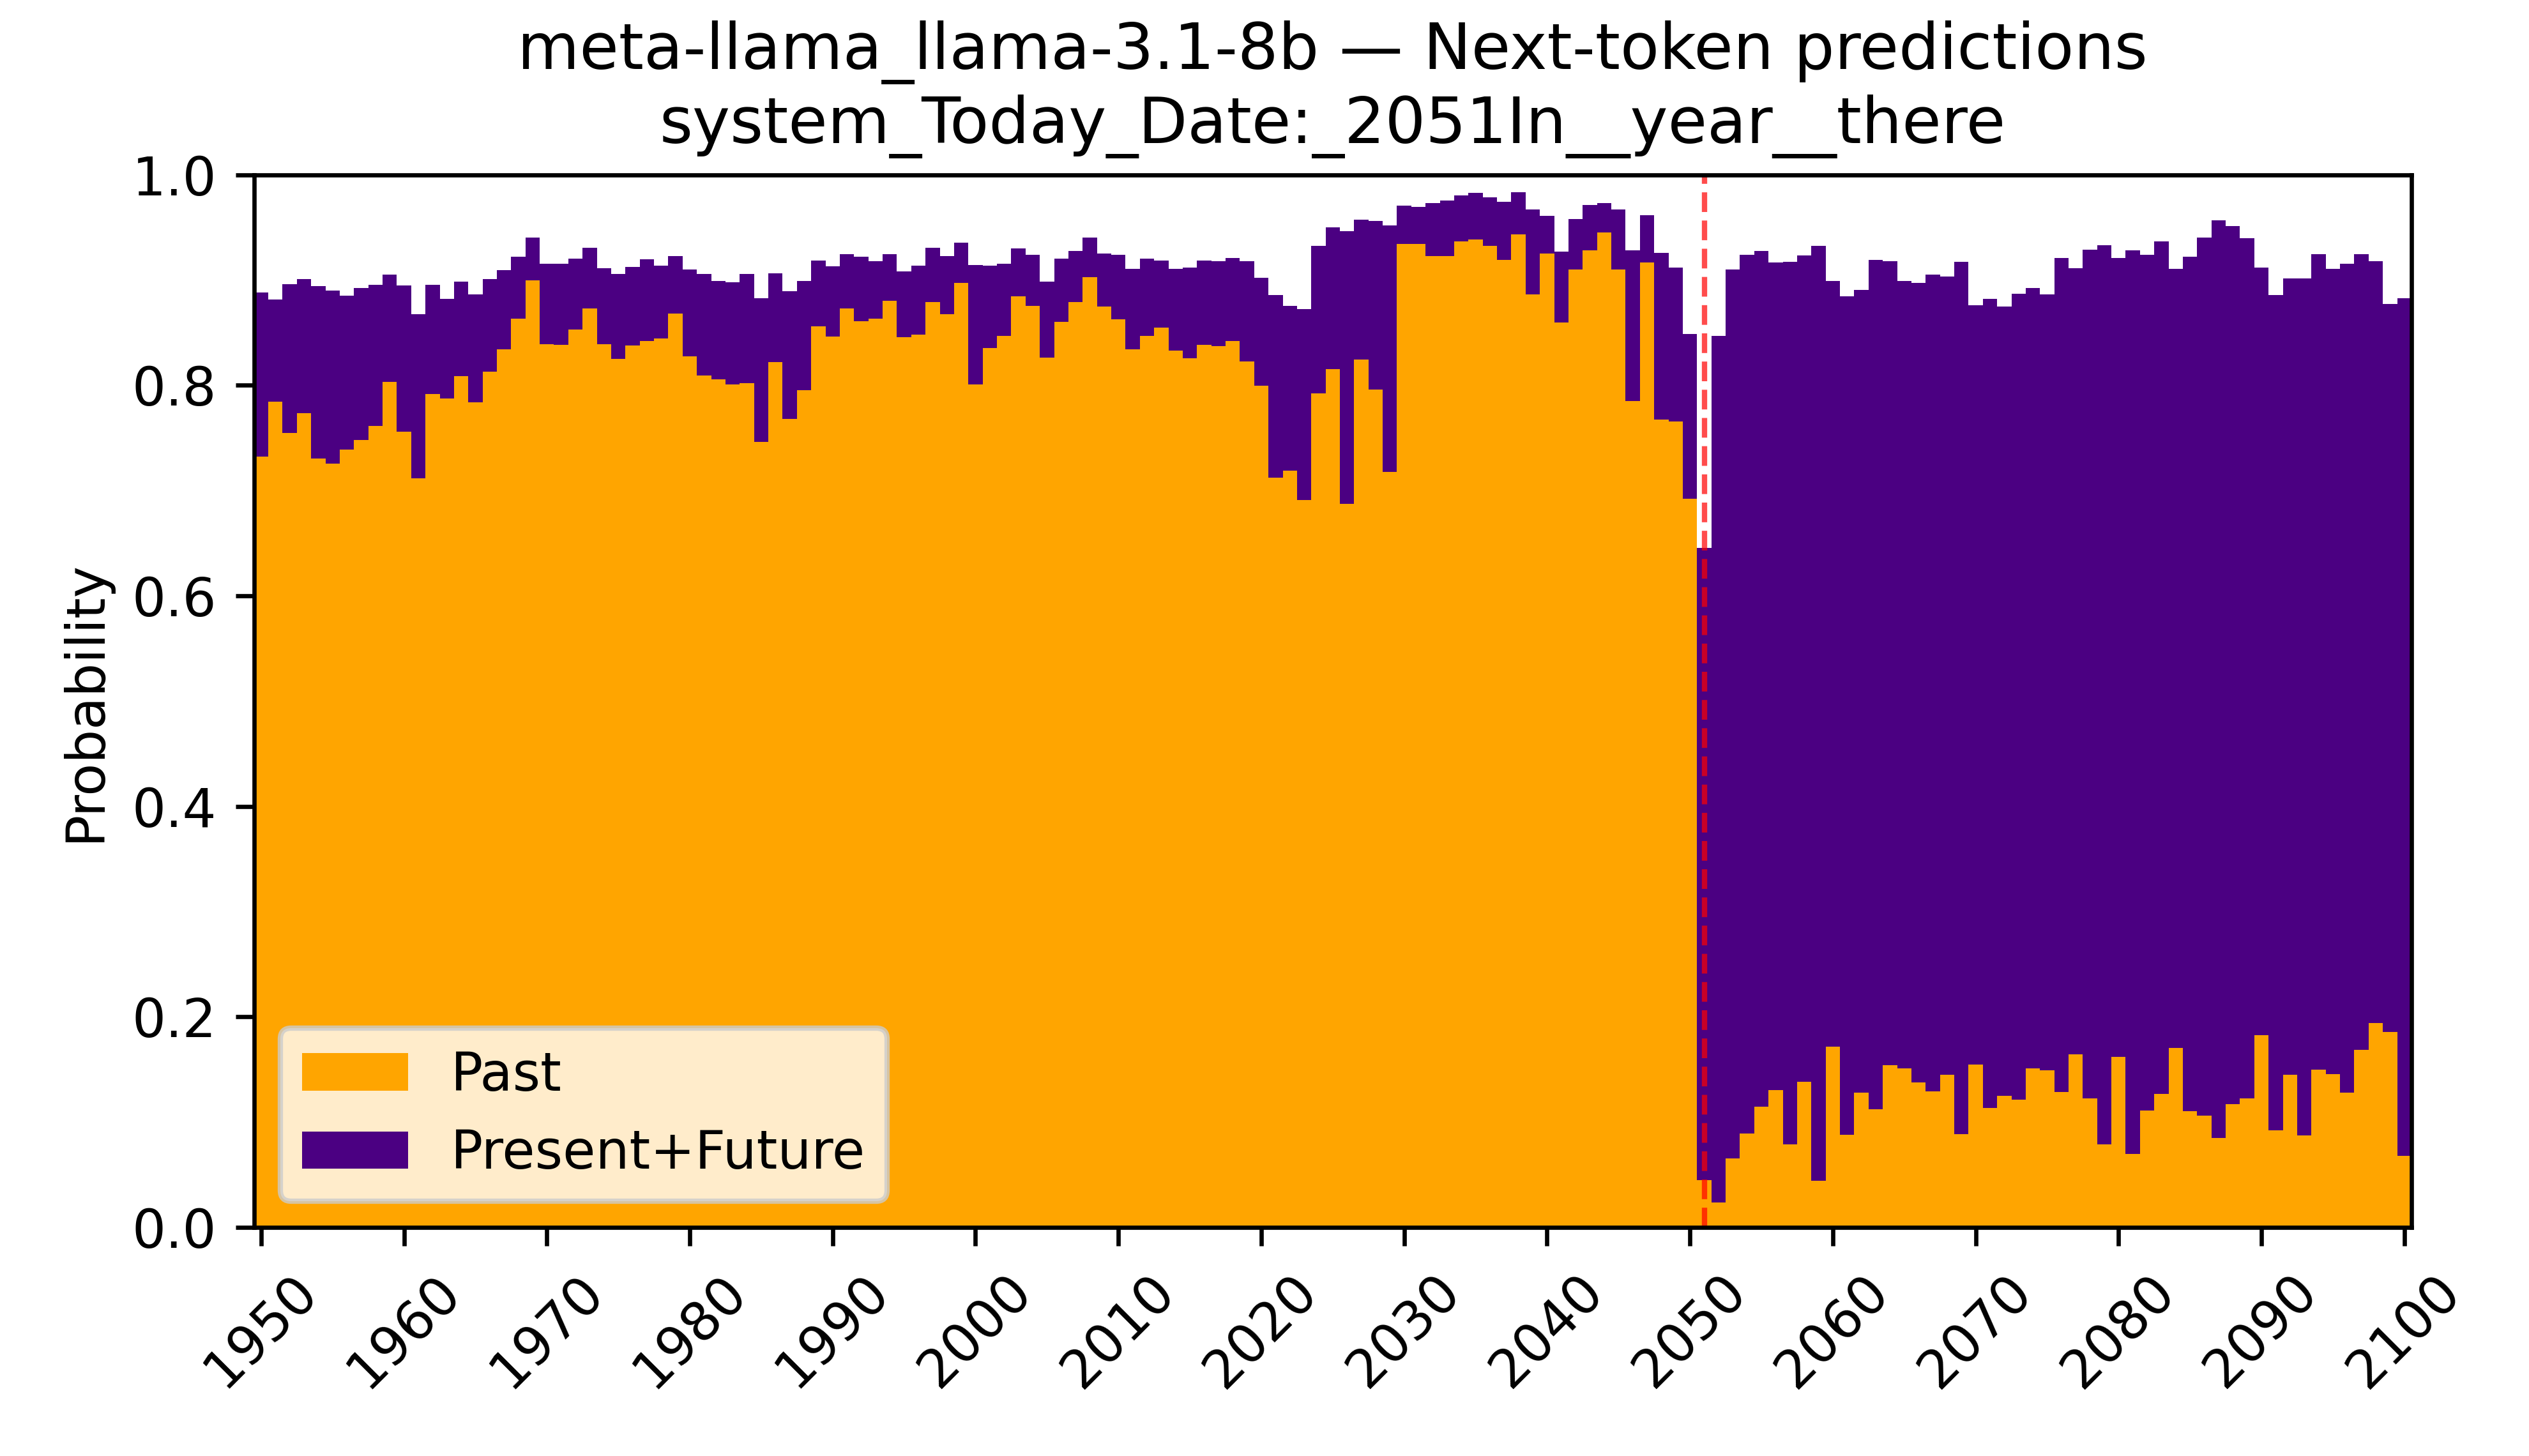 meta-llama_llama-3.1-8b — Next-token predictions
system_Today_Date:_2051In__year__there
Probability
1.0
0.8
0.6
0.4
0.2
0.0
Past
Present+Future
1950 1960 1970 1980 1990 2000 2010 2020 2030 2040 2050 2060 2070 2080 2090 2100